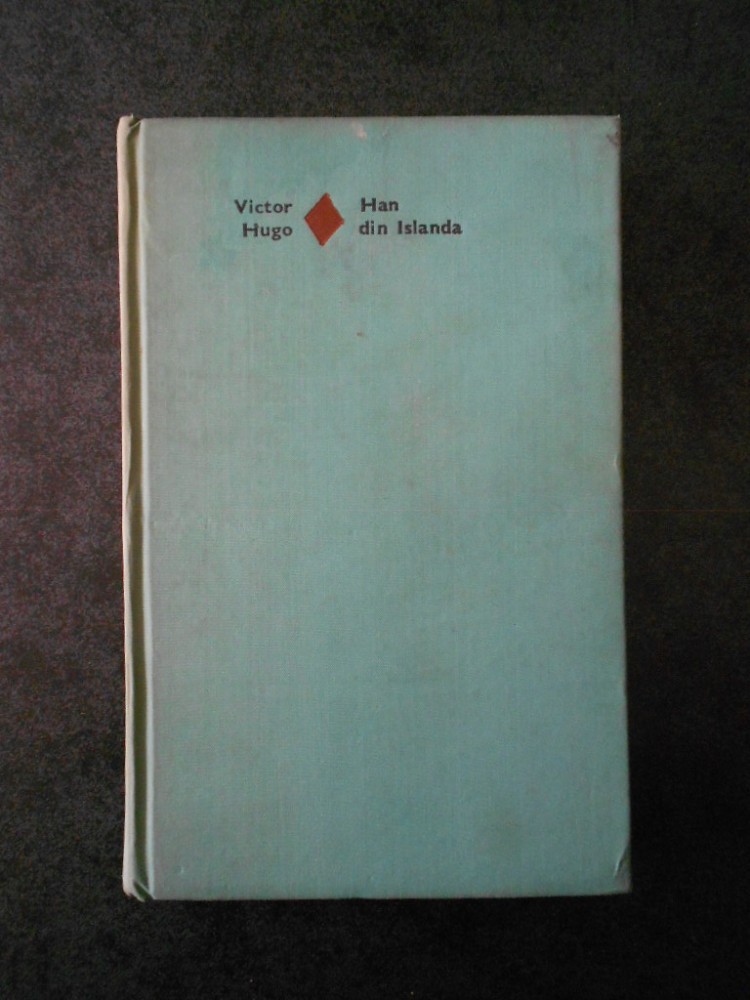 Victor
Hugo
Han
din Islanda